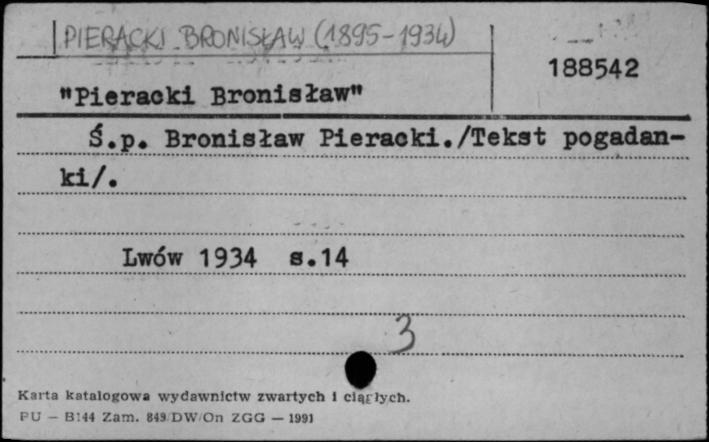 PIERACKI BRONISŁAW (1895-1934)
188542
"Pieracki Bronisław"
Ś.p. Bronisław Pieracki./Tekst pogadan-
ki/.
Lwów 1934 s.14
3
Karta katalogowa wydawnictw zwartych i ciągłych.
PU — B144 Zam. 849/DW/On ZGG — 1991